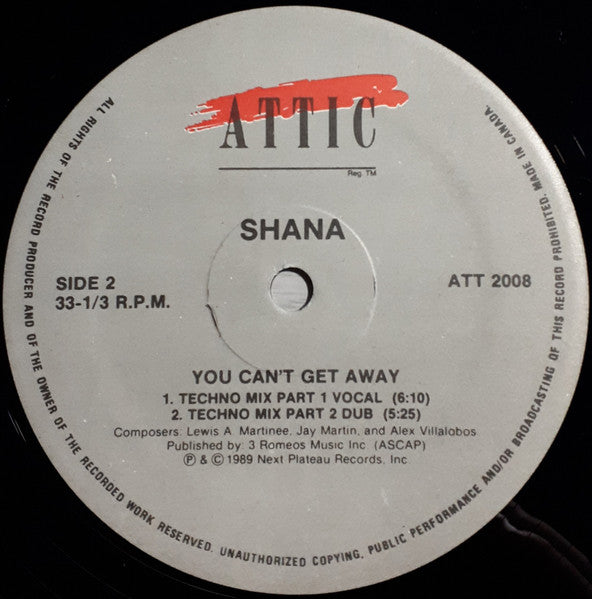 ATTIC
Reg. TM
SHANA
SIDE 2
33-1/3 R.P.M.
ATT 2008
YOU CAN'T GET AWAY
1. TECHNO MIX PART 1 VOCAL (6:10)
2. TECHNO MIX PART 2 DUB (5:25)
Composers: Lewis A. Martinee, Jay Martin, and Alex Villalobos
Published by: 3 Romeos Music Inc (ASCAP)
Ⓟ & © 1989 Next Plateau Records, Inc.
ALL RIGHTS OF THE RECORD PRODUCER AND OF THE OWNER OF THE RECORDED WORK RESERVED. UNAUTHORIZED COPYING, PUBLIC PERFORMANCE AND/OR BROADCASTING OF THIS RECORD PROHIBITED. MADE IN CANADA.